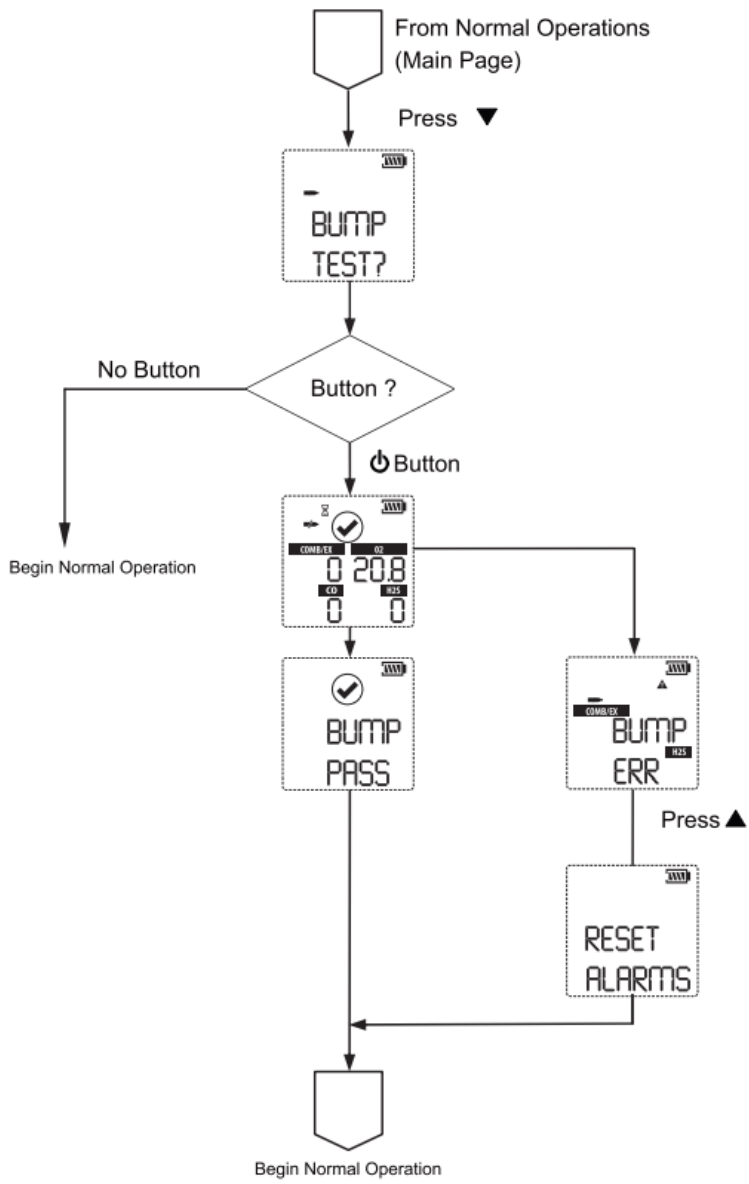 From Normal Operations
(Main Page)
Press ▼
BUMP
TEST?
No Button
Button ?
Button
Begin Normal Operation
COMB/EX O2
0 20.8
CO H2S
0 0
BUMP
PASS
COMB/EX
BUMP
H2S
ERR
Press ▲
RESET
ALARMS
Begin Normal Operation